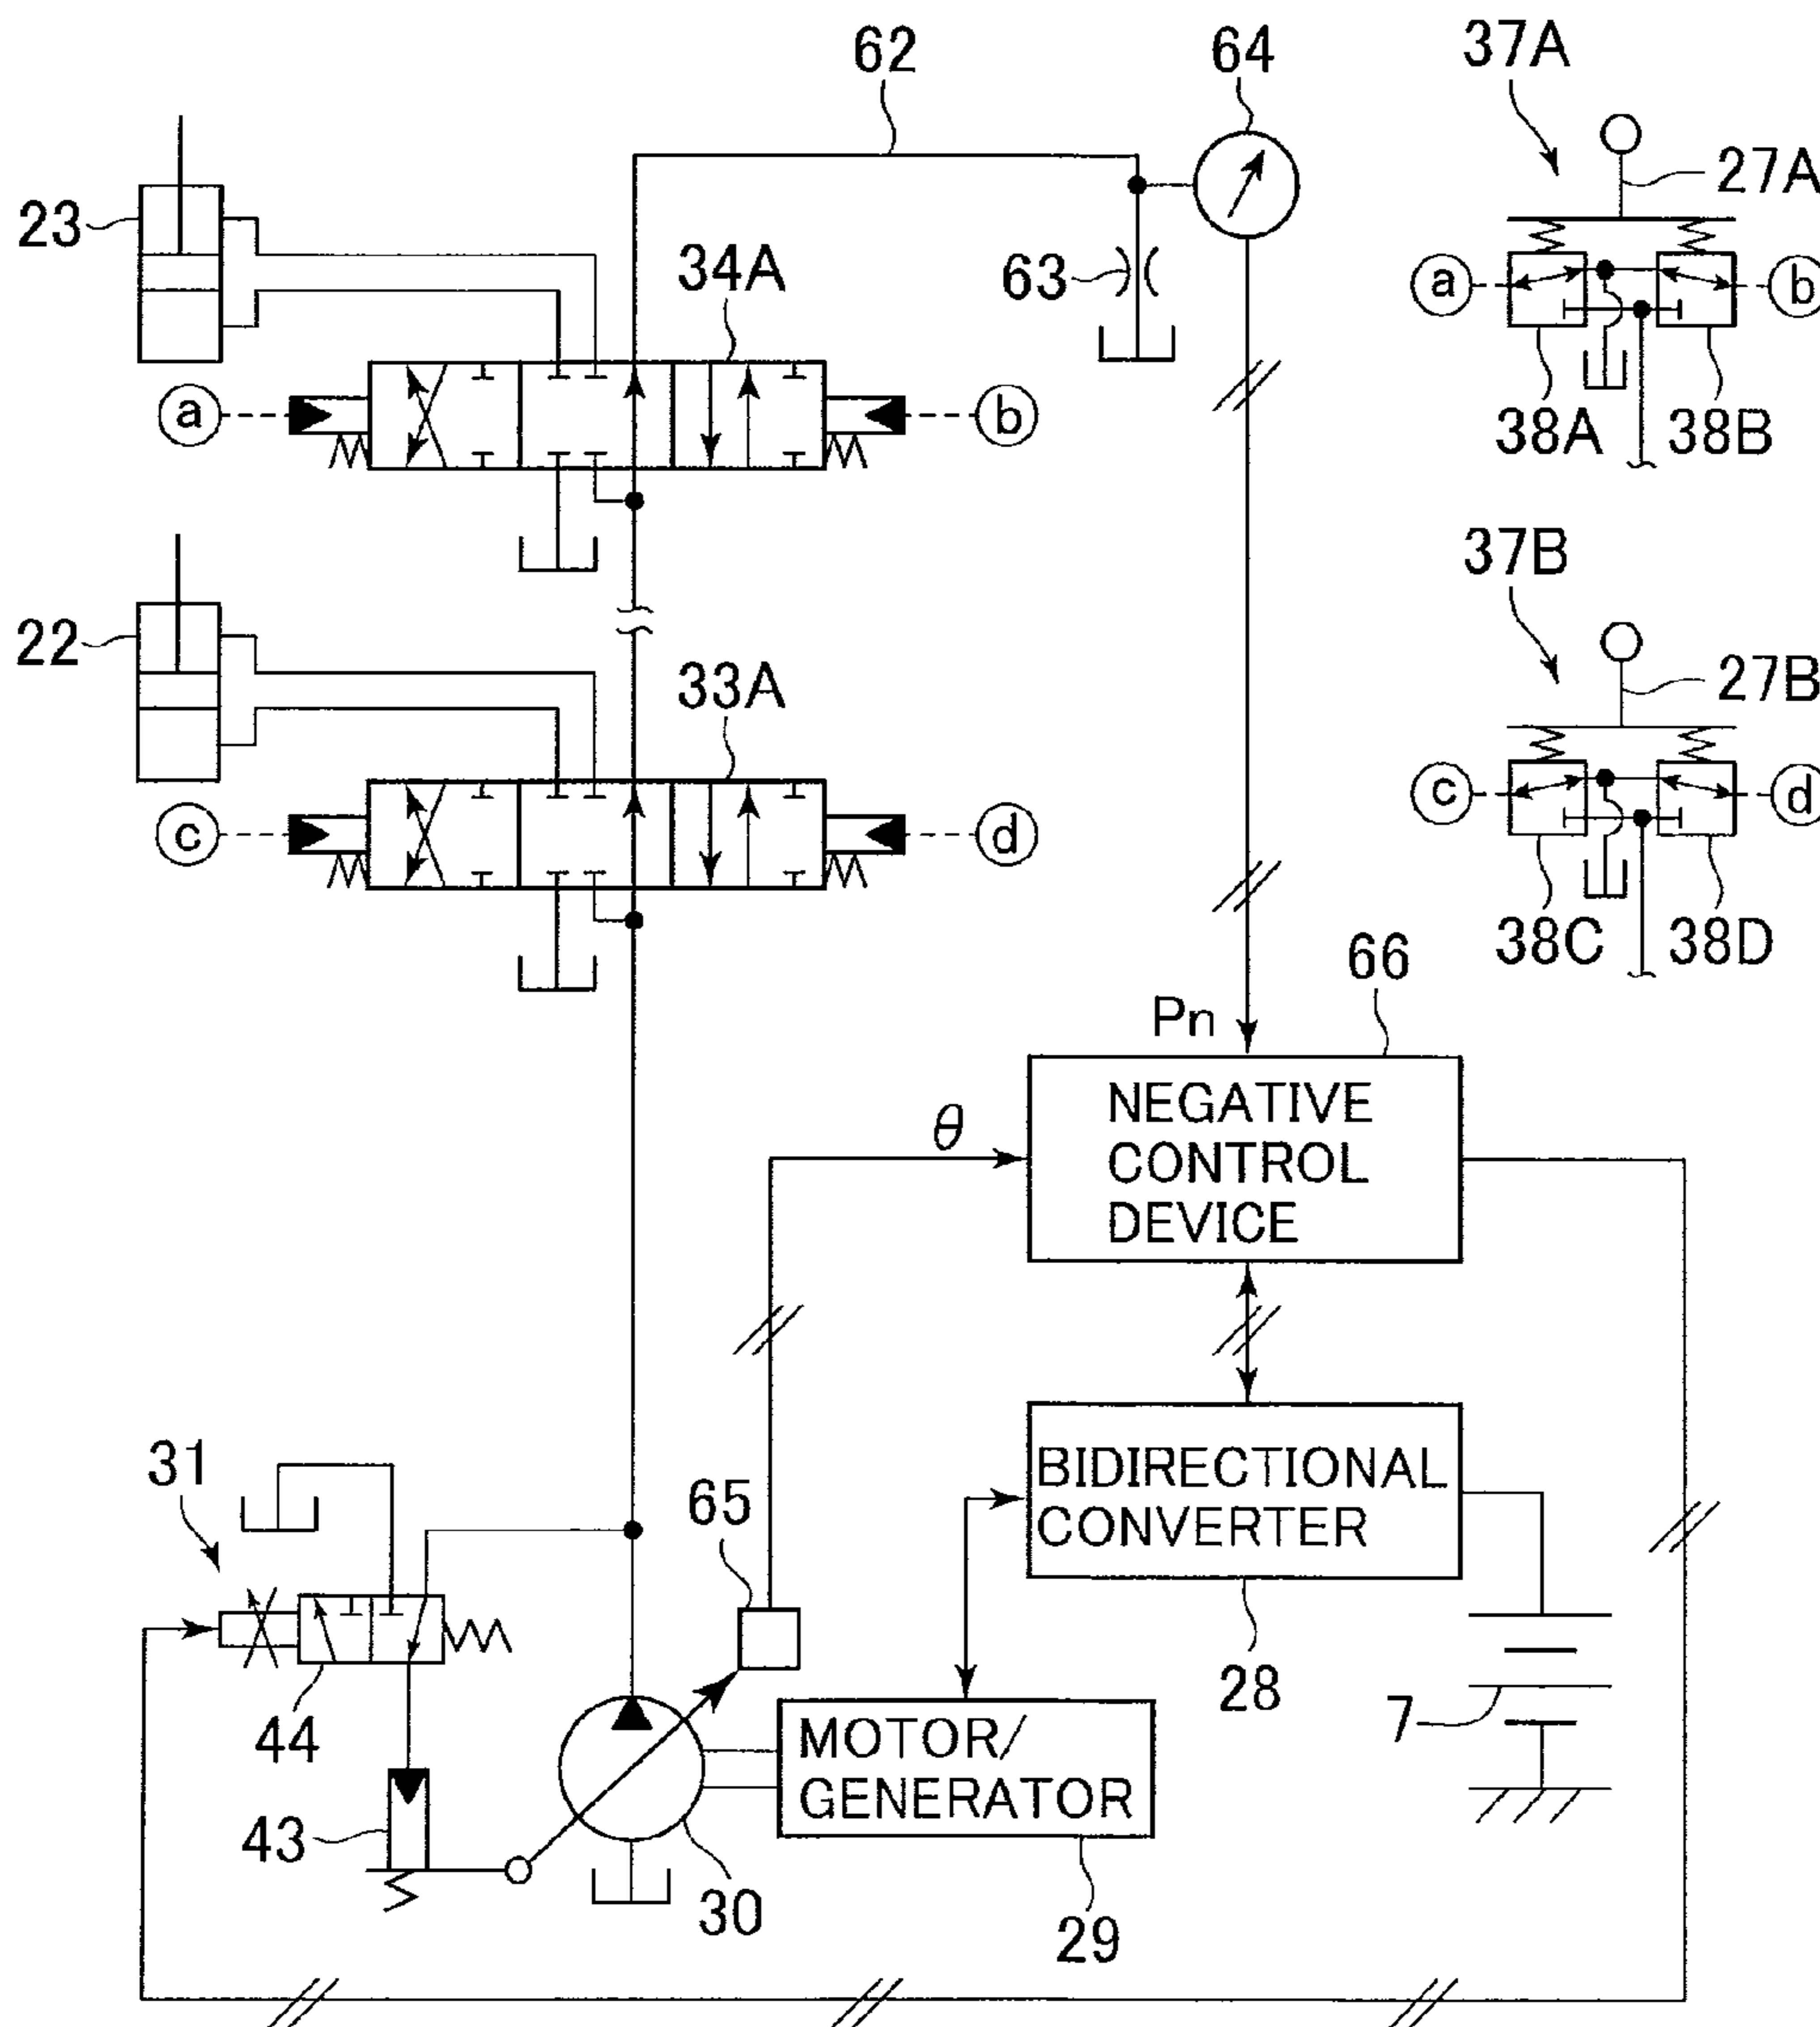 62
64
37A
27A
23
34A
63
a
b
a
b
38A
38B
37B
22
33A
27B
c
d
c
d
38C
38D
66
Pn
θ
NEGATIVE
CONTROL
DEVICE
31
65
BIDIRECTIONAL
CONVERTER
44
28
7
MOTOR/
GENERATOR
43
30
29